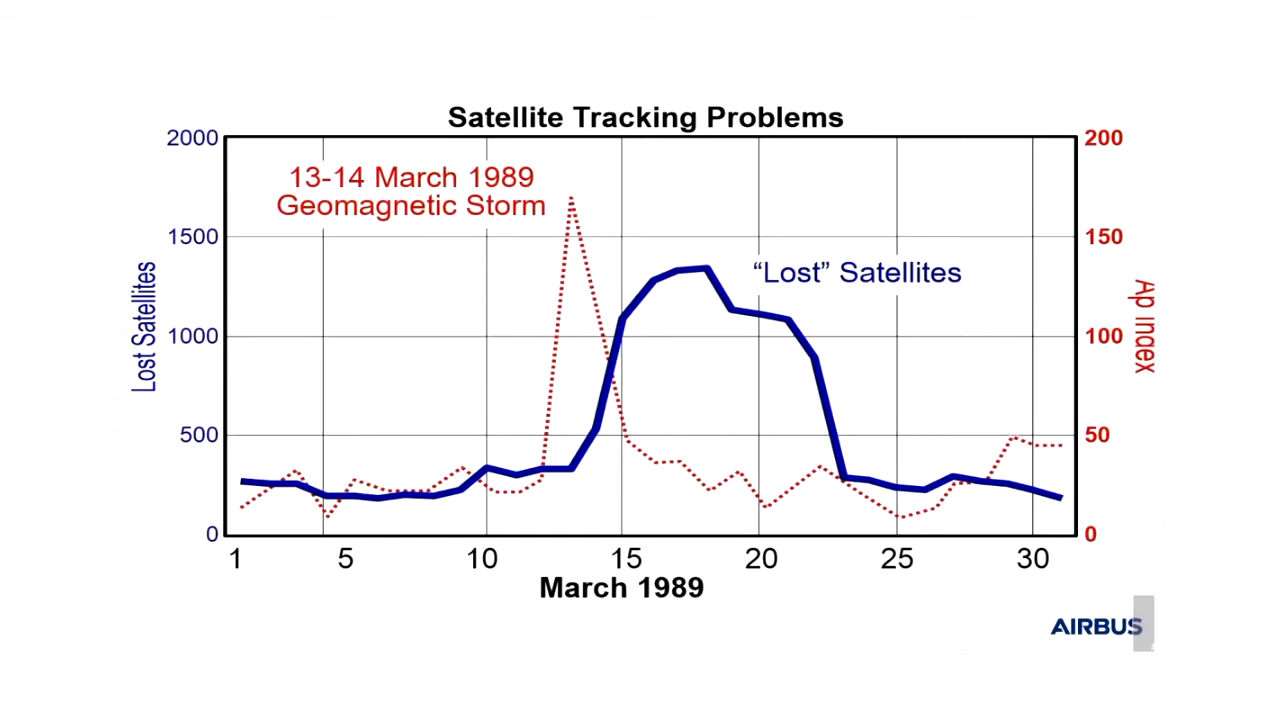 Satellite Tracking Problems
2000
200
13-14 March 1989
Geomagnetic Storm
1500
150
"Lost" Satellites
Lost Satellites
Ap Index
1000
100
500
50
0
0
1 5 10 15 20 25 30
March 1989
AIRBUS